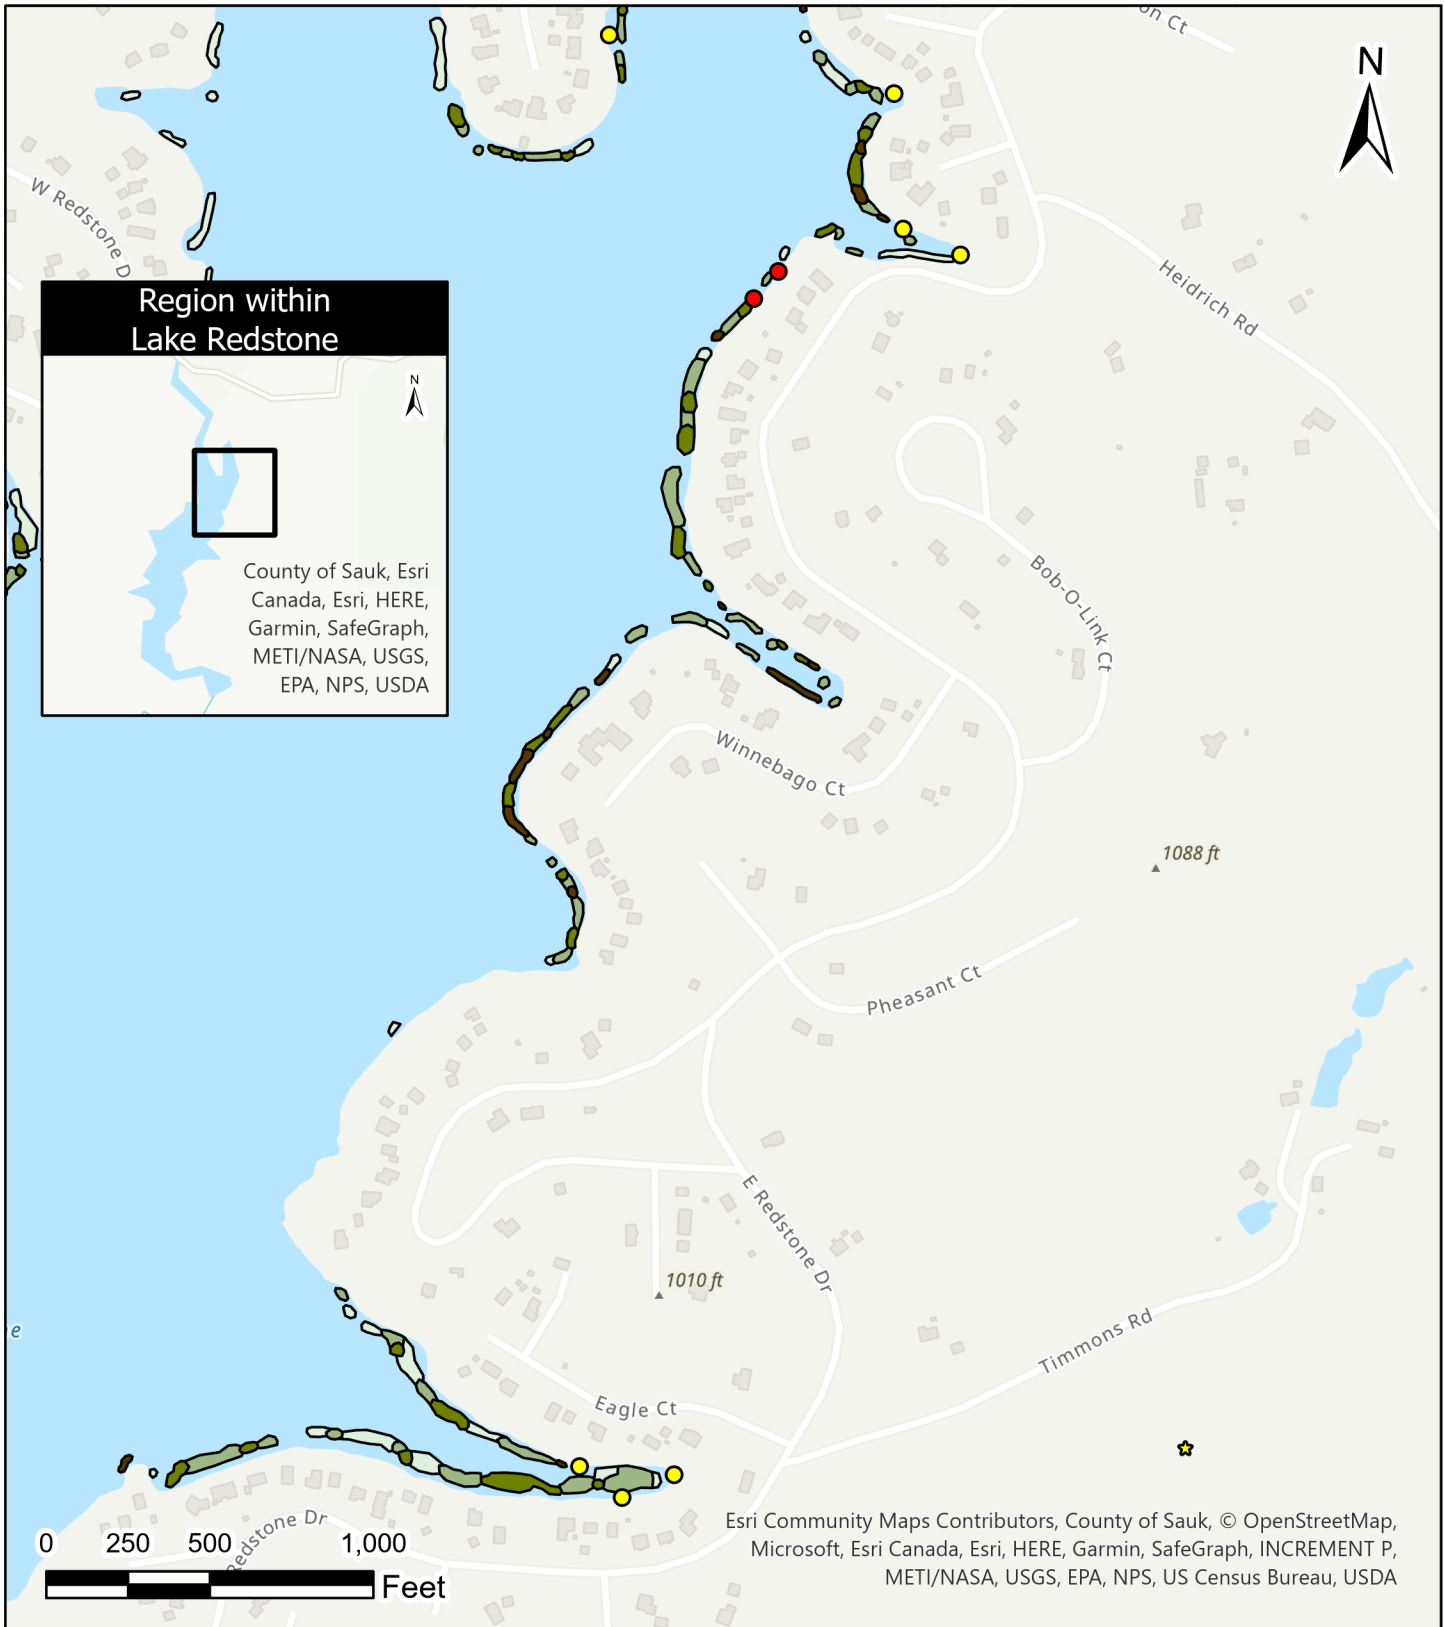 on Ct
N
W Redstone D
Heidrich Rd
Region within
Lake Redstone
N
County of Sauk, Esri
Canada, Esri, HERE,
Garmin, SafeGraph,
METI/NASA, USGS,
EPA, NPS, USDA
Bob-O-Link Ct
Winnebago Ct
1088 ft
Pheasant Ct
E Redstone Dr
1010 ft
e
Timmons Rd
Eagle Ct
Redstone Dr
0 250 500 1,000
Feet
Esri Community Maps Contributors, County of Sauk, © OpenStreetMap,
Microsoft, Esri Canada, Esri, HERE, Garmin, SafeGraph, INCREMENT P,
METI/NASA, USGS, EPA, NPS, US Census Bureau, USDA